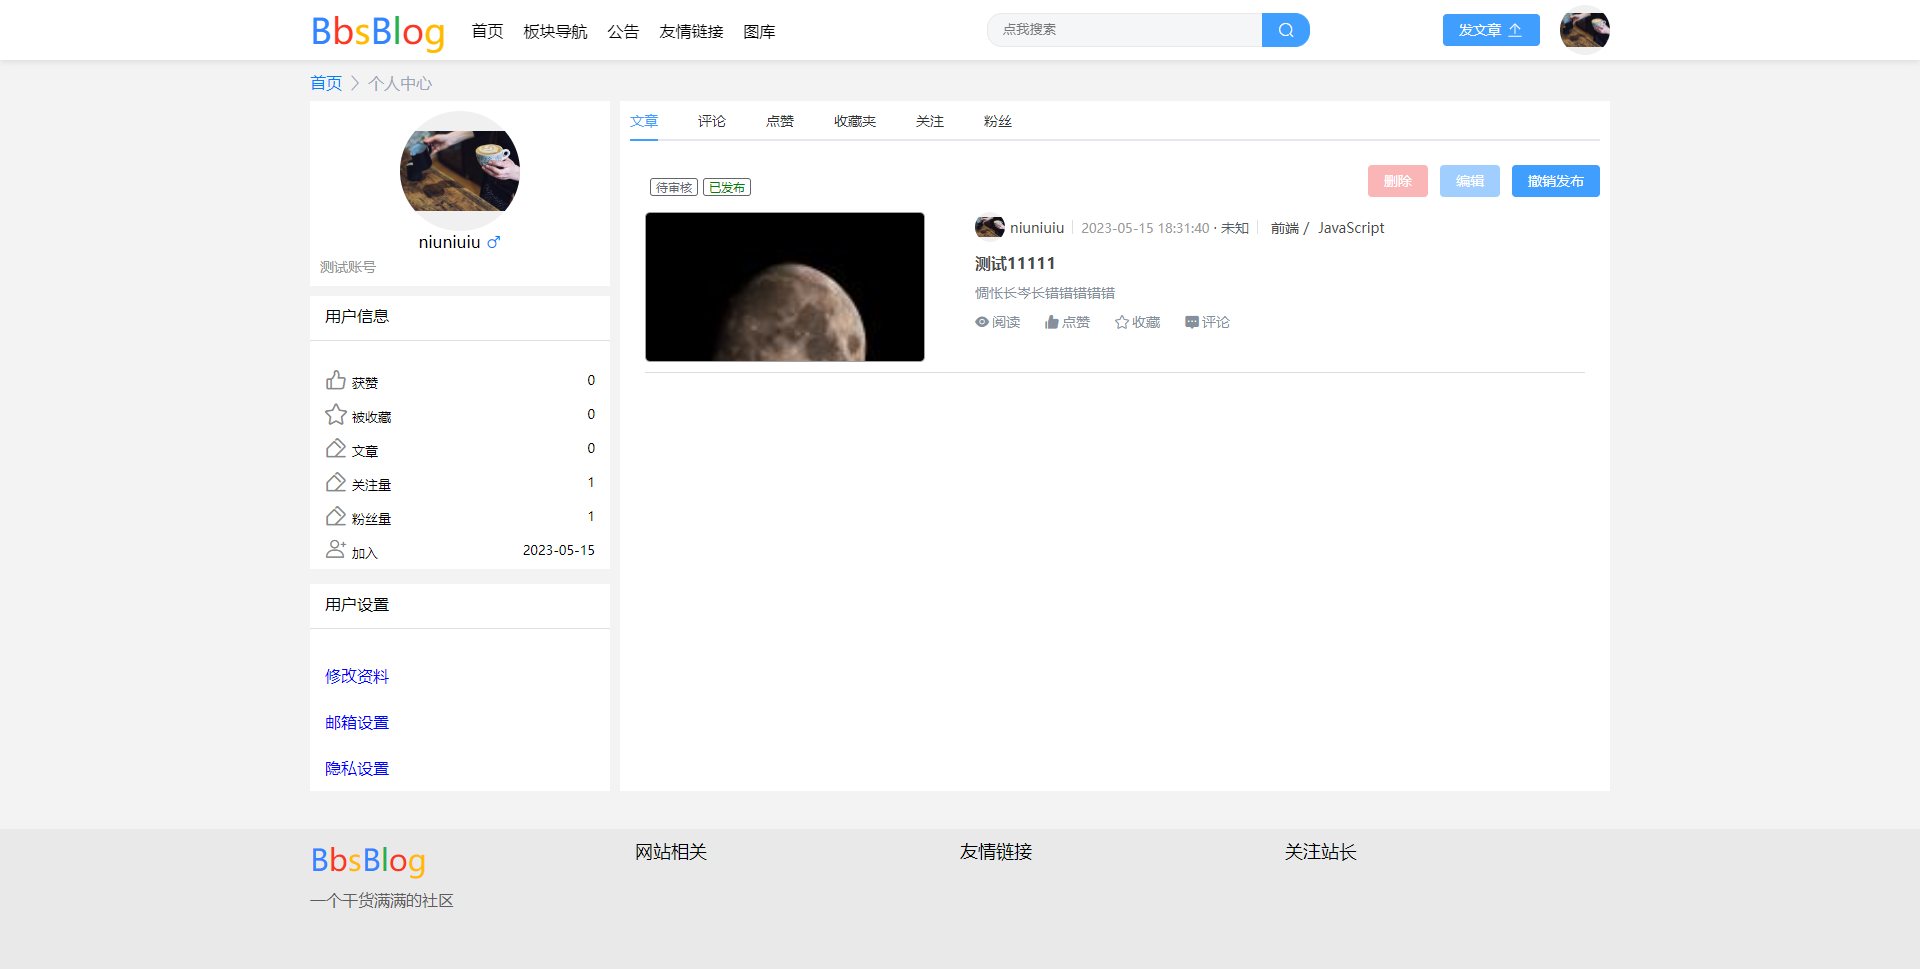 BbsBlog 首页 板块导航 公告 友情链接 图库 点我搜索 发文章
首页 个人中心
niuniuiu
测试账号
用户信息
获赞 0
被收藏 0
文章 0
关注量 1
粉丝量 1
加入 2023-05-15
用户设置
修改资料
邮箱设置
隐私设置
文章 评论 点赞 收藏夹 关注 粉丝
待审核 已发布 删除 编辑 撤销发布
niuniuiu 2023-05-15 18:31:40 · 未知 前端 / JavaScript
测试11111
惆怅长岑长错错错错错
阅读 点赞 收藏 评论
BbsBlog
一个干货满满的社区
网站相关
友情链接
关注站长